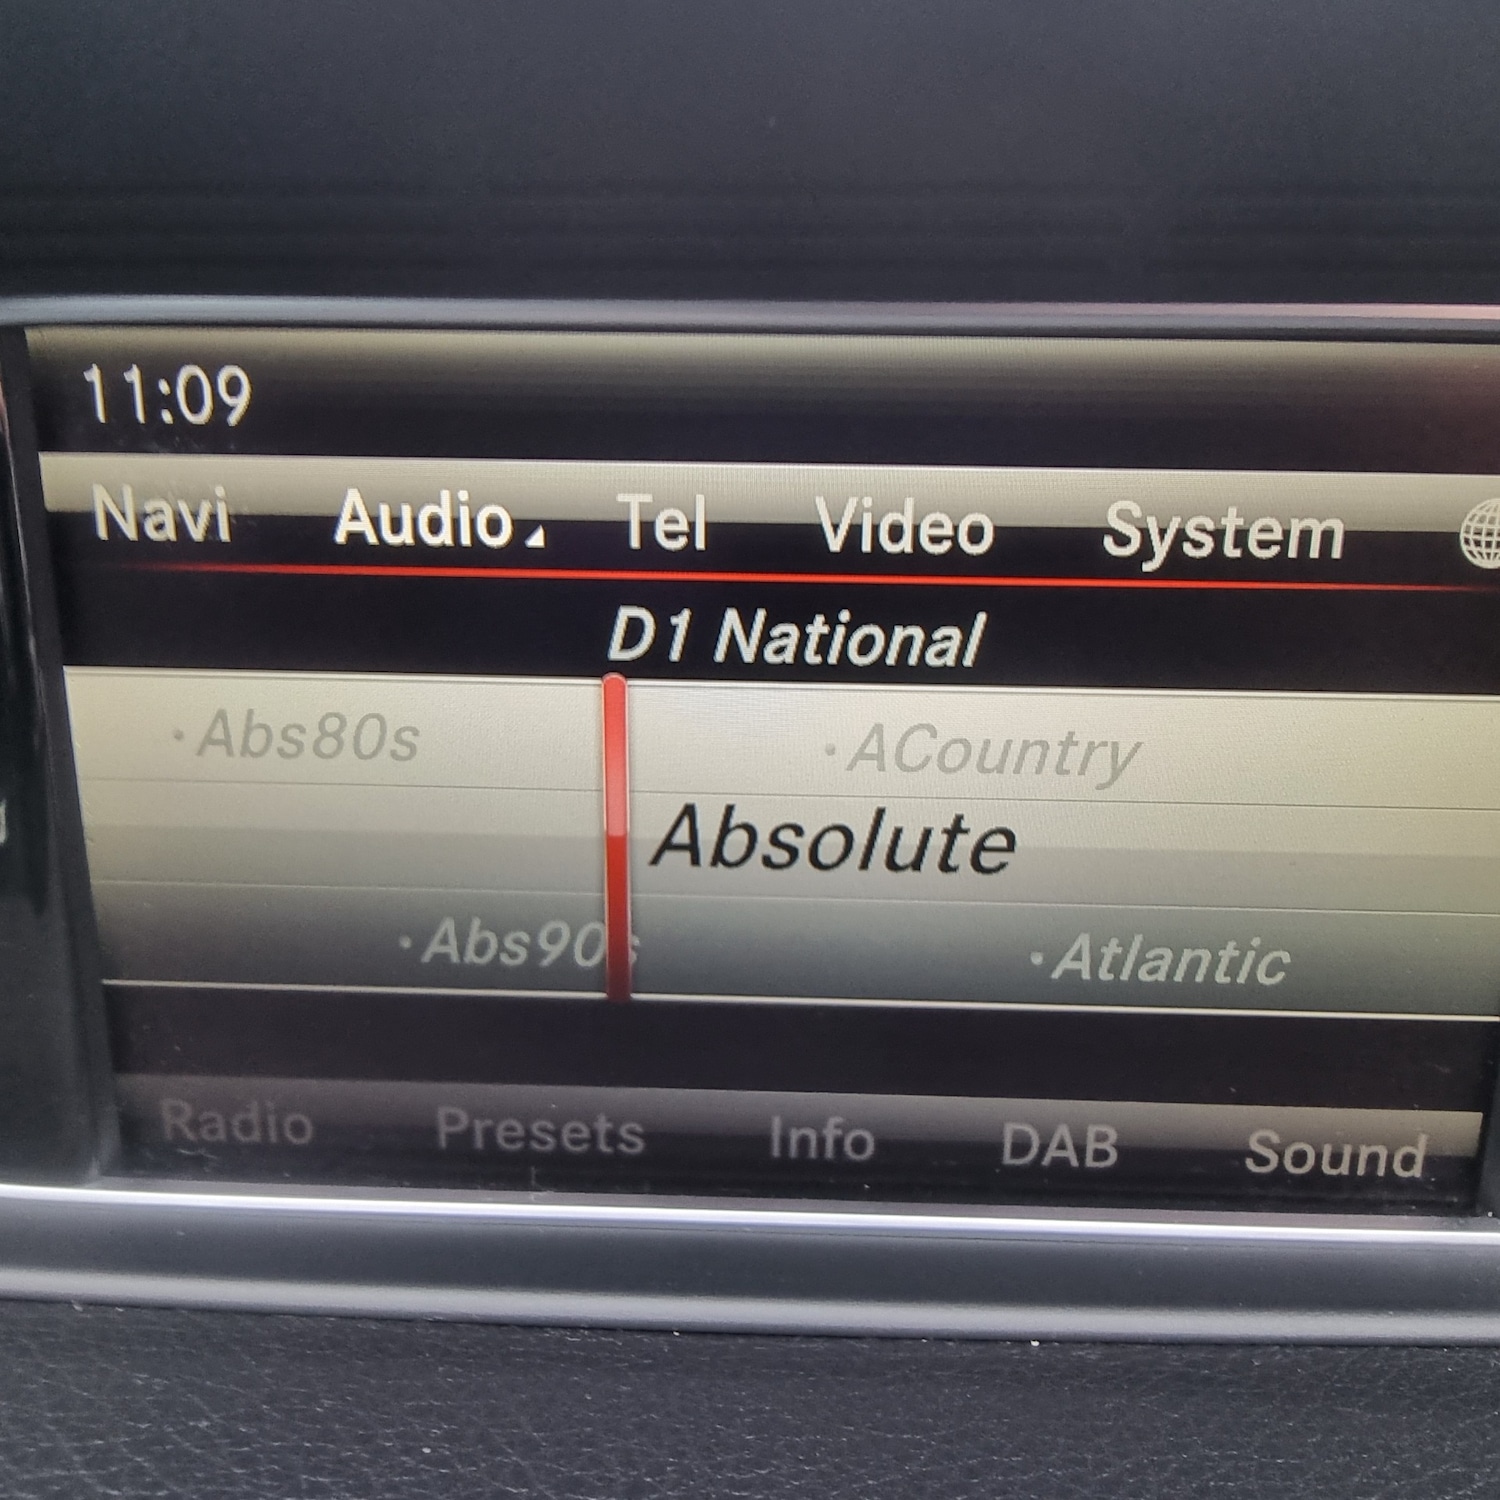 11:09
Navi Audio Tel Video System
D1 National
·Abs80s ·ACountry
Absolute
·Abs90s ·Atlantic
Radio Presets Info DAB Sound